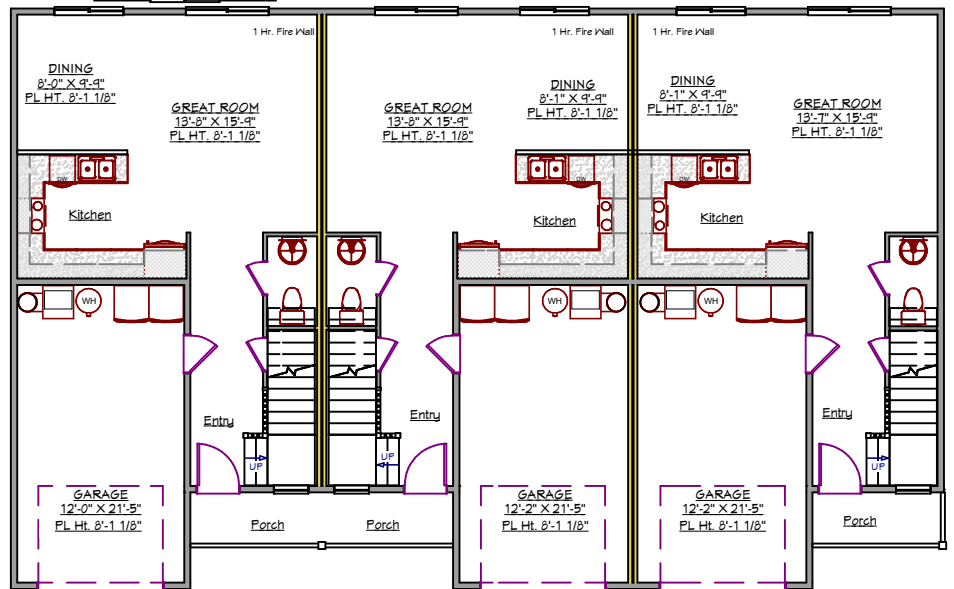 1 Hr. Fire Wall
1 Hr. Fire Wall
1 Hr. Fire Wall
DINING
8'-0" X 9'-9"
PL HT. 8'-1 1/8"
GREAT ROOM
13'-8" X 15'-9"
PL HT. 8'-1 1/8"
GREAT ROOM
13'-8" X 15'-9"
PL HT. 8'-1 1/8"
DINING
8'-1" X 9'-9"
PL HT. 8'-1 1/8"
DINING
8'-1" X 9'-9"
PL HT. 8'-1 1/8"
GREAT ROOM
13'-7" X 15'-9"
PL HT. 8'-1 1/8"
DW
DW
DW
Kitchen
Kitchen
Kitchen
WH
WH
WH
Entry
Entry
Entry
UP
UP
UP
GARAGE
12'-0" X 21'-5"
PL Ht. 8'-1 1/8"
Porch
Porch
GARAGE
12'-2" X 21'-5"
PL Ht. 8'-1 1/8"
GARAGE
12'-2" X 21'-5"
PL Ht. 8'-1 1/8"
Porch